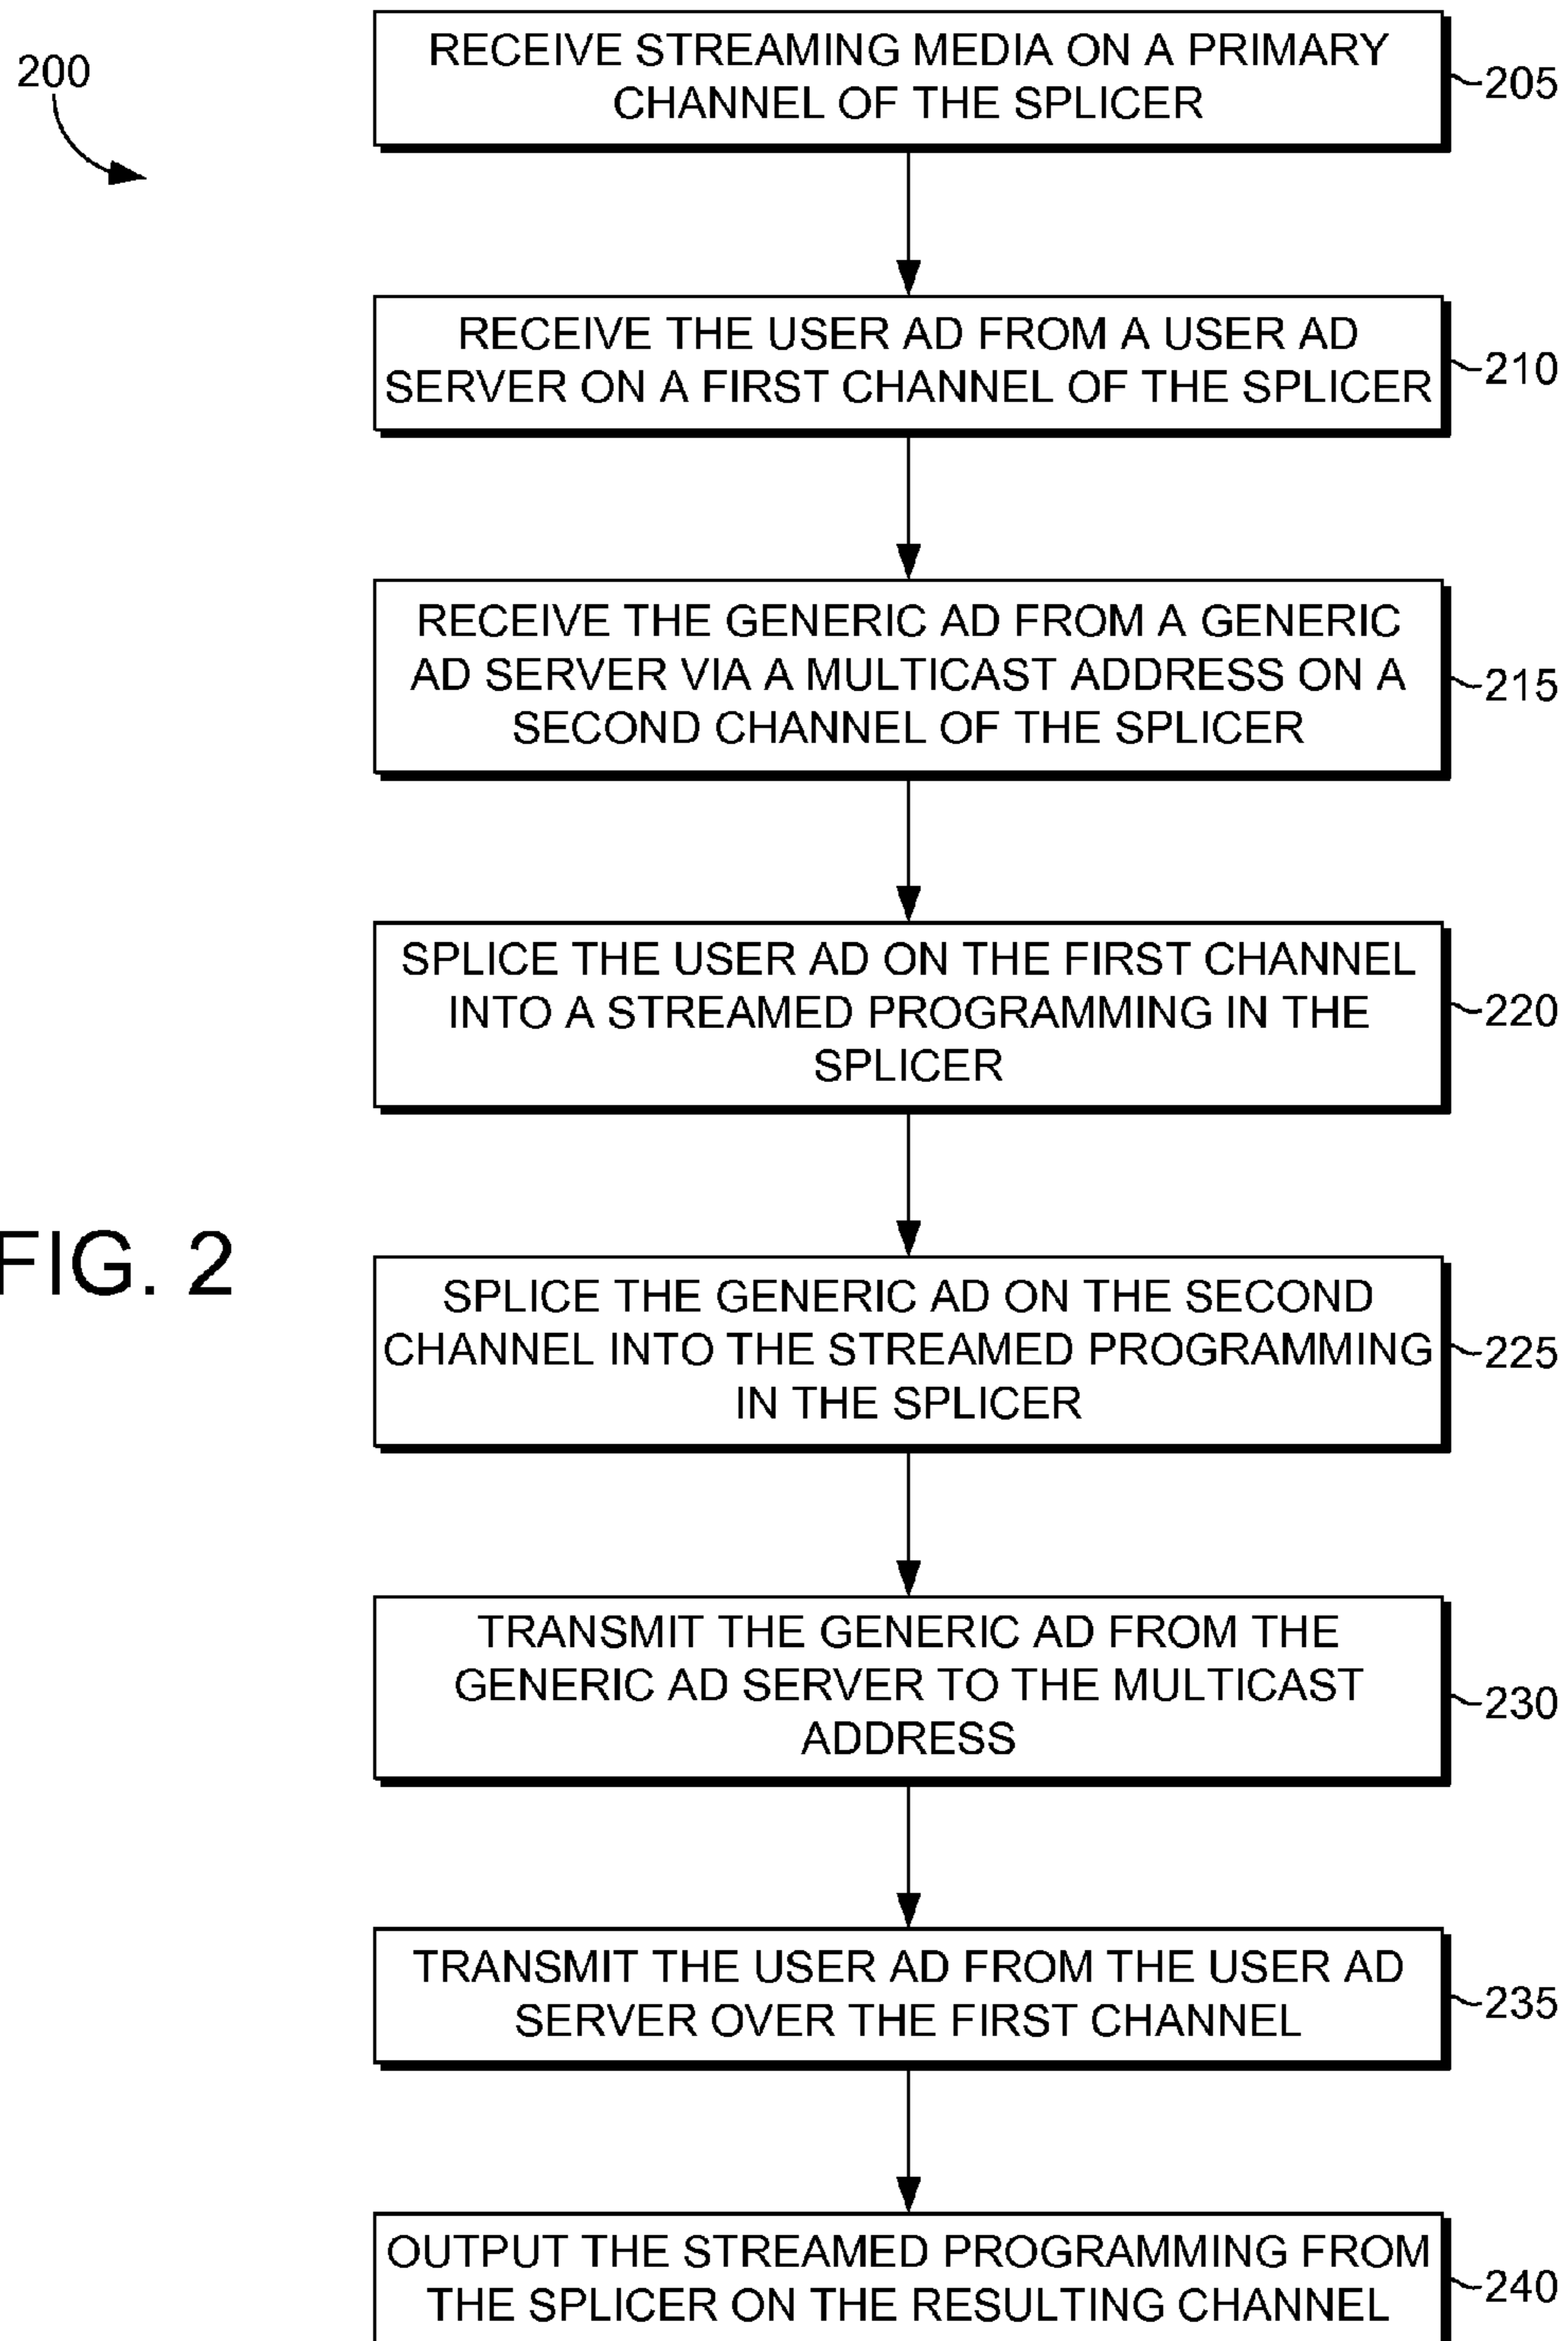 200
RECEIVE STREAMING MEDIA ON A PRIMARY
CHANNEL OF THE SPLICER
205
RECEIVE THE USER AD FROM A USER AD
SERVER ON A FIRST CHANNEL OF THE SPLICER
210
RECEIVE THE GENERIC AD FROM A GENERIC
AD SERVER VIA A MULTICAST ADDRESS ON A
SECOND CHANNEL OF THE SPLICER
215
SPLICE THE USER AD ON THE FIRST CHANNEL
INTO A STREAMED PROGRAMMING IN THE
SPLICER
220
FIG. 2
SPLICE THE GENERIC AD ON THE SECOND
CHANNEL INTO THE STREAMED PROGRAMMING
IN THE SPLICER
225
TRANSMIT THE GENERIC AD FROM THE
GENERIC AD SERVER TO THE MULTICAST
ADDRESS
230
TRANSMIT THE USER AD FROM THE USER AD
SERVER OVER THE FIRST CHANNEL
235
OUTPUT THE STREAMED PROGRAMMING FROM
THE SPLICER ON THE RESULTING CHANNEL
240